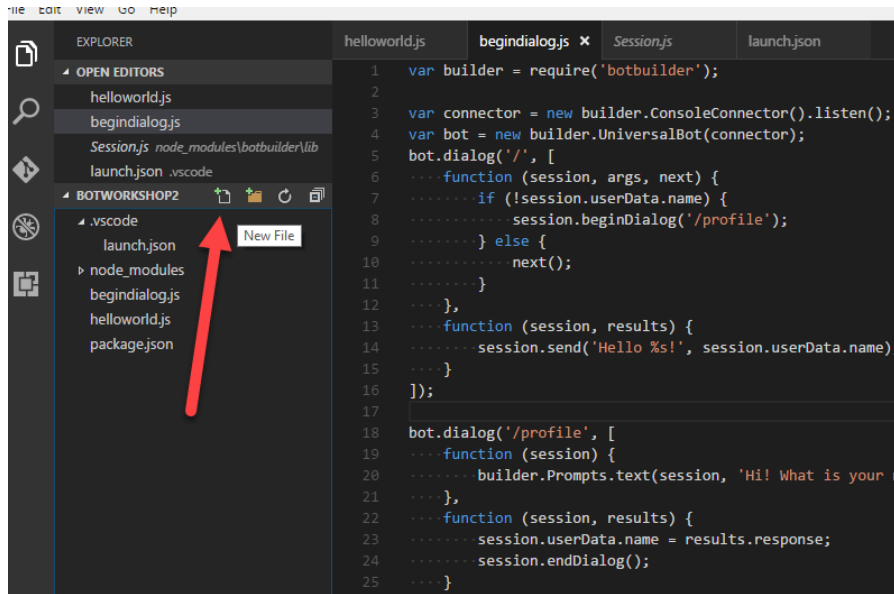 File Edit View Go Help
EXPLORER
OPEN EDITORS
helloworld.js
begindialog.js
Session.js node_modules\botbuilder\lib
launch.json .vscode
BOTWORKSHOP2
New File
.vscode
launch.json
node_modules
begindialog.js
helloworld.js
package.json
helloworld.js begindialog.js × Session.js launch.json
1 var builder = require('botbuilder');
2
3 var connector = new builder.ConsoleConnector().listen();
4 var bot = new builder.UniversalBot(connector);
5 bot.dialog('/', [
6 ····function (session, args, next) {
7 ········if (!session.userData.name) {
8 ············session.beginDialog('/profile');
9 ········} else {
10 ············next();
11 ········}
12 ····},
13 ····function (session, results) {
14 ········session.send('Hello %s!', session.userData.name)
15 ····}
16 ]);
17
18 bot.dialog('/profile', [
19 ····function (session) {
20 ········builder.Prompts.text(session, 'Hi! What is your
21 ····},
22 ····function (session, results) {
23 ········session.userData.name = results.response;
24 ········session.endDialog();
25 ····}